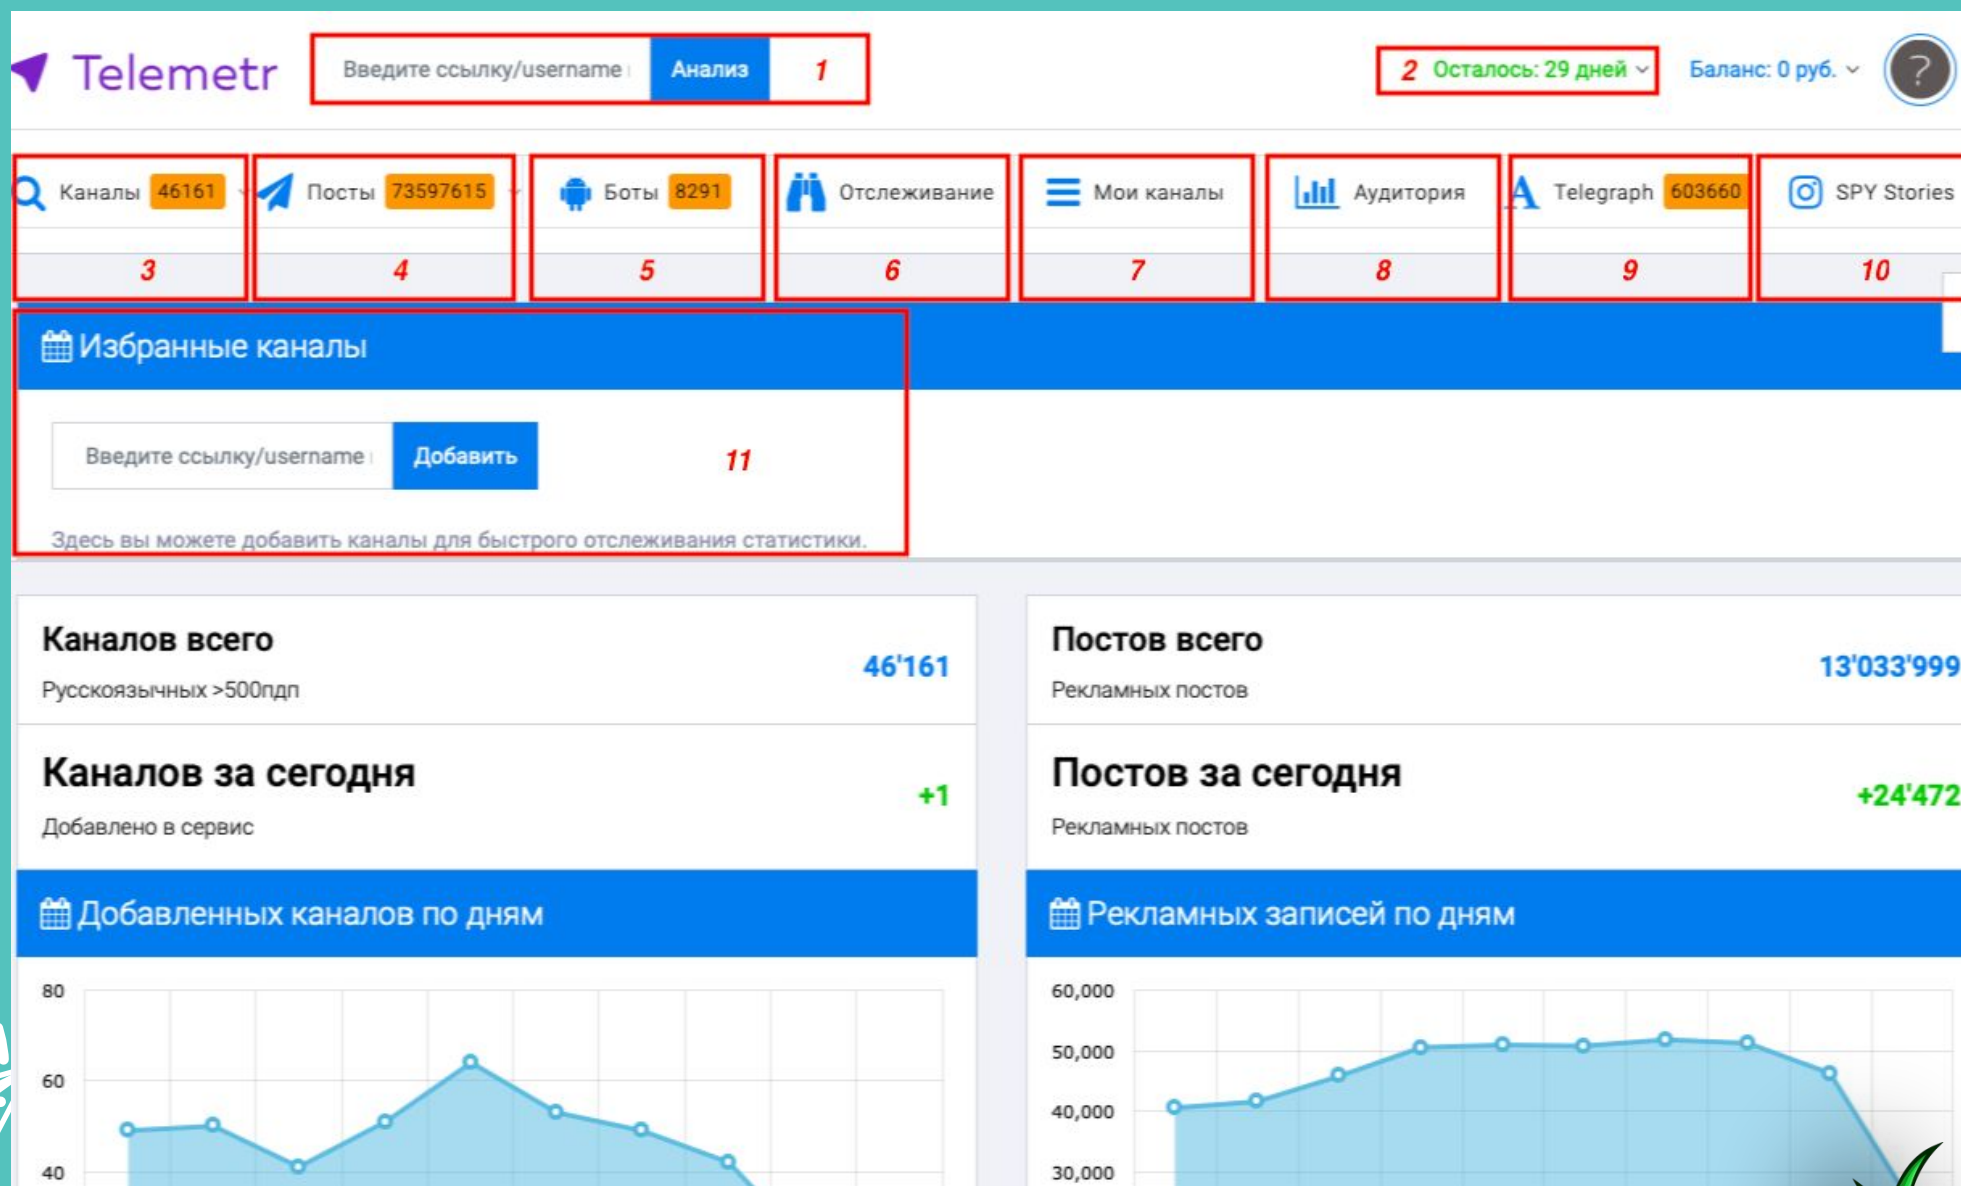 Telemetr
Введите ссылку/username
Анализ
1
2 Осталось: 29 дней
Баланс: 0 руб.
?
Каналы 46161
Посты 73597615
Боты 8291
Отслеживание
Мои каналы
Аудитория
A Telegraph 603660
SPY Stories
3
4
5
6
7
8
9
10
Избранные каналы
Введите ссылку/username
Добавить
11
Здесь вы можете добавить каналы для быстрого отслеживания статистики.
Каналов всего
46'161
Русскоязычных >500пдп
Постов всего
13'033'999
Рекламных постов
Каналов за сегодня
+1
Добавлено в сервис
Постов за сегодня
+24'472
Рекламных постов
Добавленных каналов по дням
80
60
40
Рекламных записей по дням
60,000
50,000
40,000
30,000